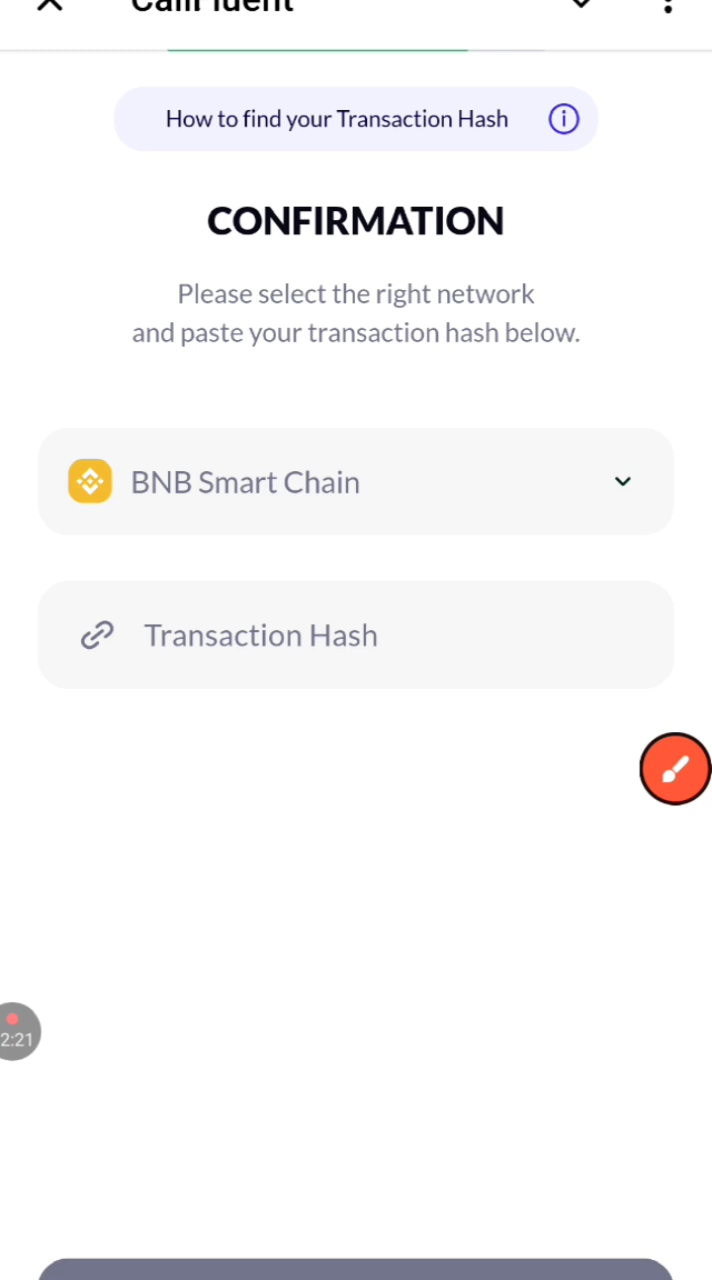 CallFluent
How to find your Transaction Hash
CONFIRMATION
Please select the right network
and paste your transaction hash below.
BNB Smart Chain
Transaction Hash
2:21